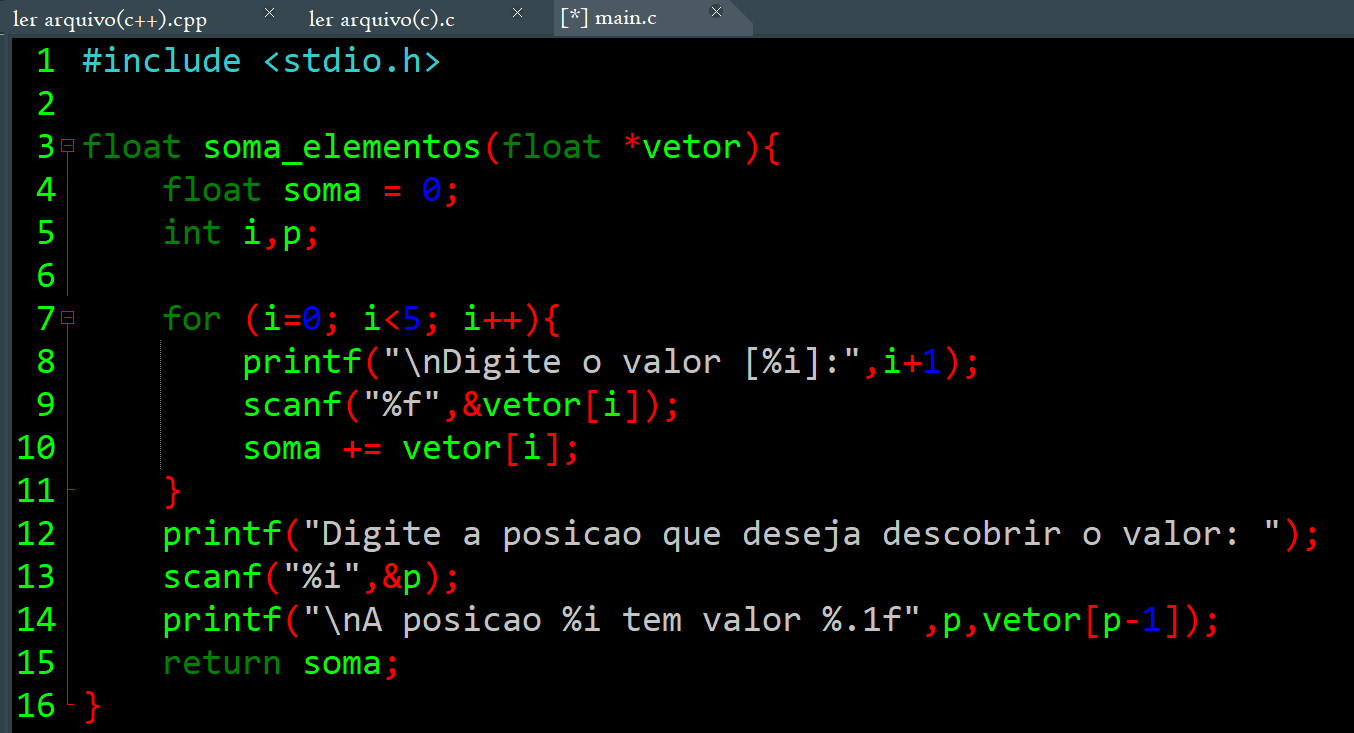 ler arquivo(c++).cpp × ler arquivo(c).c × [*] main.c ×
1 #include <stdio.h>
2
3 float soma_elementos(float *vetor){
4     float soma = 0;
5     int i,p;
6
7     for (i=0; i<5; i++){
8         printf("\nDigite o valor [%i]:",i+1);
9         scanf("%f",&vetor[i]);
10         soma += vetor[i];
11     }
12     printf("Digite a posicao que deseja descobrir o valor: ");
13     scanf("%i",&p);
14     printf("\nA posicao %i tem valor %.1f",p,vetor[p-1]);
15     return soma;
16 }